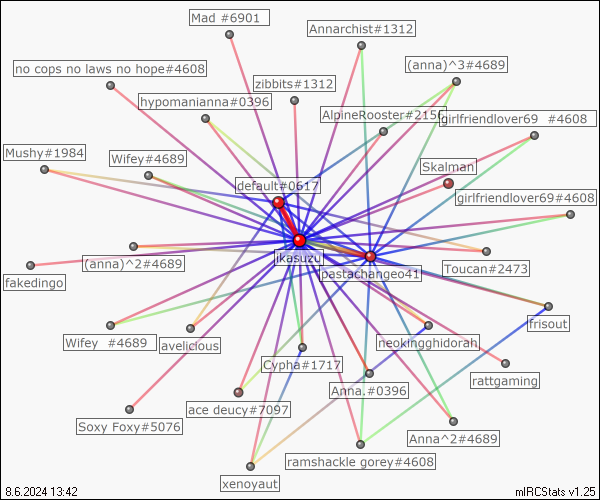 Mad #6901
Annarchist#1312
(anna)^3#4689
no cops no laws no hope#4608
zibbits#1312
hypomanianna#0396
AlpineRooster#2156
girlfriendlover69   #4608
Mushy#1984
Wifey#4689
Skalman
default#0617
girlfriendlover69#4608
jkasuzu
(anna)^2#4689
Toucan#2473
pastachangeo41
fakedingo
frisout
Wifey   #4689
avelicious
neokingghidorah
Cypha#1717
rattgaming
Anna.#0396
ace deucy#7097
Soxy Foxy#5076
Anna^2#4689
ramshackle gorey#4608
xenoyaut
8.6.2024 13:42
mIRCStats v1.25